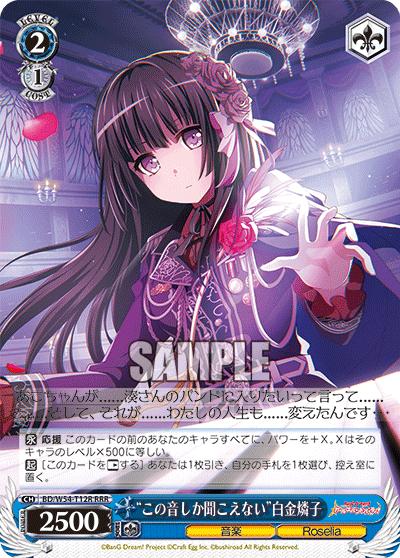 LEVEL
2
1
COST
SAMPLE
あこちゃんが……湊さんのバンドに入りたいって言って……
……そして、それが……わたしの人生も……変えたんです…
永 応援 このカードの前のあなたのキャラすべてに、パワーを+X。Xはそ
のキャラのレベル×500に等しい。
起 [このカードを する] あなたは1枚引き、自分の手札を1枚選び、控え室
に置く。
CH BD/W54-T12R RRR
POWER 2500
“この音しか聞こえない”白金燐子
音楽
Roselia
©BanG Dream! Project ©Craft Egg Inc. ©bushiroad All Rights Reserved.